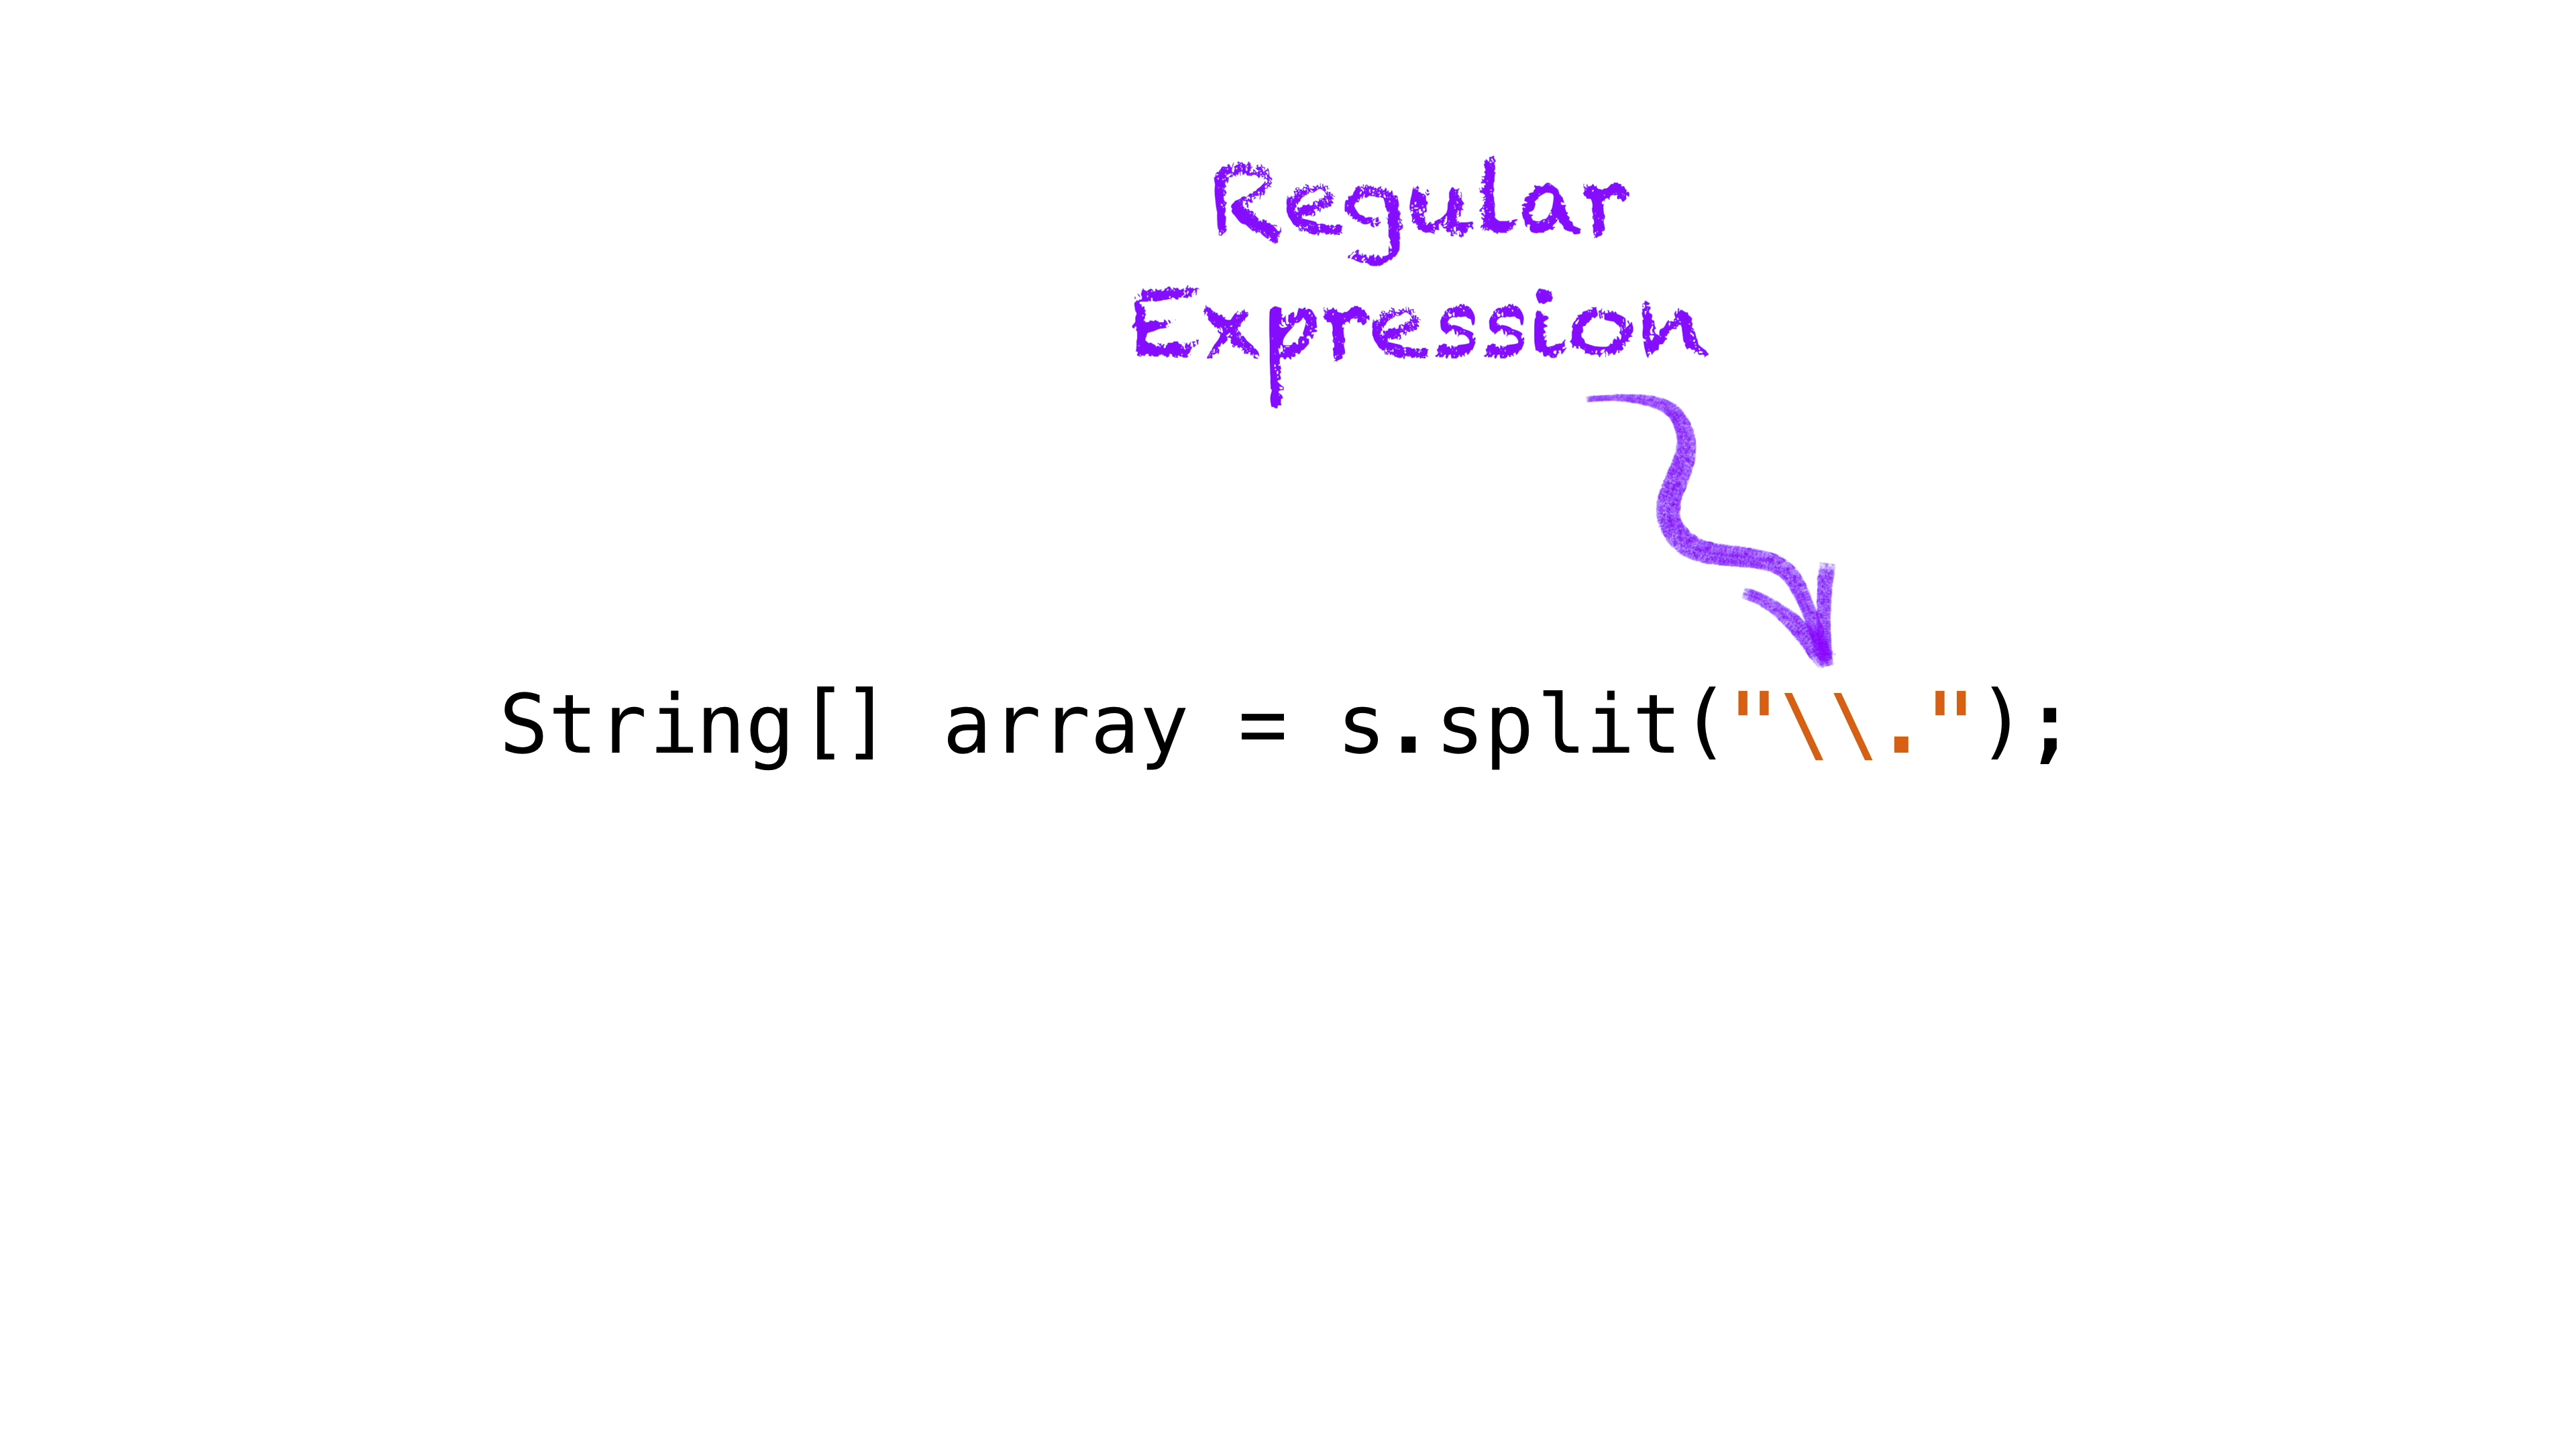 Regular
Expression
String[] array = s.split("\\.");